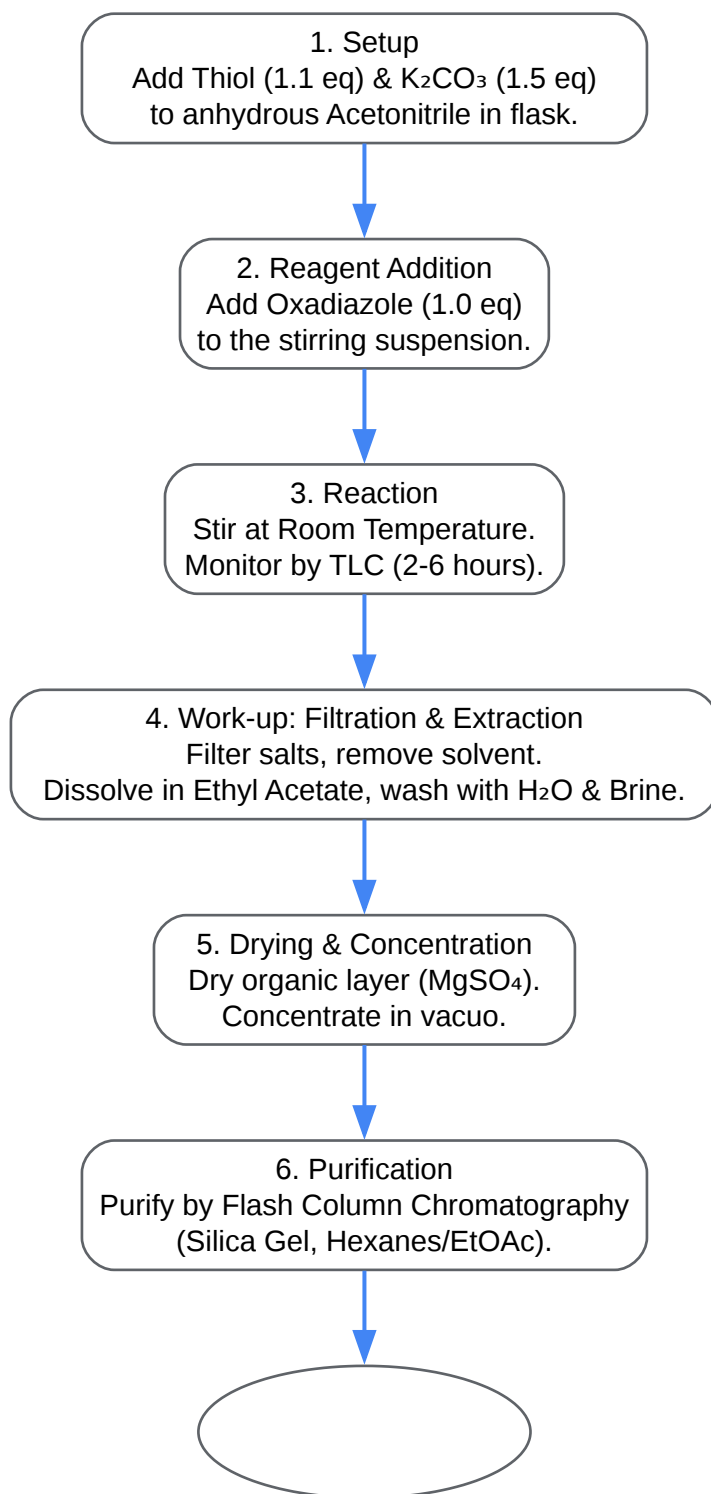 1. Setup
Add Thiol (1.1 eq) & K₂CO₃ (1.5 eq)
to anhydrous Acetonitrile in flask.
2. Reagent Addition
Add Oxadiazole (1.0 eq)
to the stirring suspension.
3. Reaction
Stir at Room Temperature.
Monitor by TLC (2-6 hours).
4. Work-up: Filtration & Extraction
Filter salts, remove solvent.
Dissolve in Ethyl Acetate, wash with H₂O & Brine.
5. Drying & Concentration
Dry organic layer (MgSO₄).
Concentrate in vacuo.
6. Purification
Purify by Flash Column Chromatography
(Silica Gel, Hexanes/EtOAc).